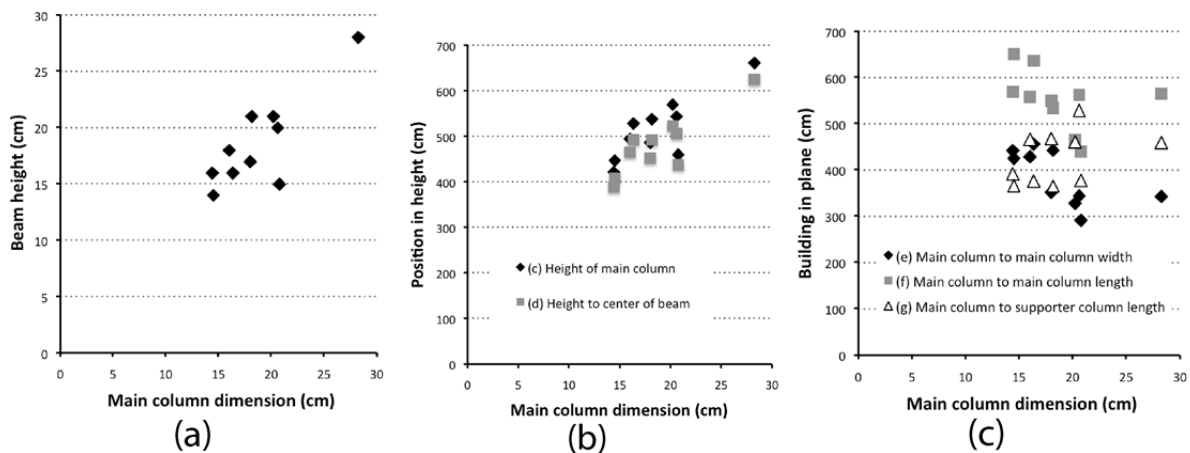 30
25
20
15
10
5
0
Beam height (cm)
0 5 10 15 20 25 30
Main column dimension (cm)
(a)
700
600
500
400
300
200
100
0
Position in height (cm)
(c) Height of main column
(d) Height to center of beam
0 5 10 15 20 25 30
Main column dimension (cm)
(b)
700
600
500
400
300
200
100
0
Building in plane (cm)
(e) Main column to main column width
(f) Main column to main column length
(g) Main column to supporter column length
0 5 10 15 20 25 30
Main column dimension (cm)
(c)